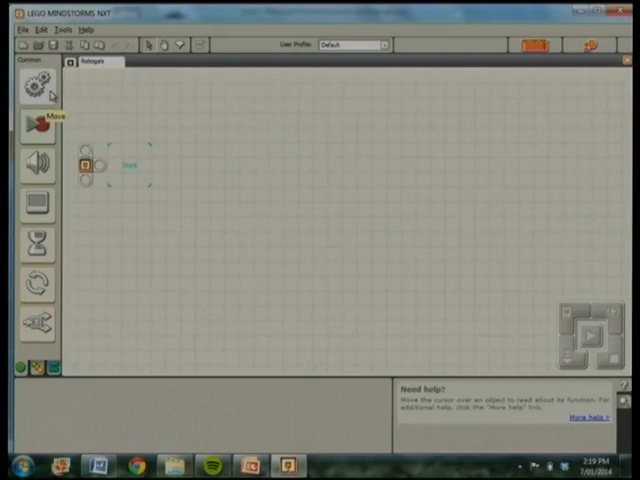 LEGO MINDSTORMS NXT
File Edit Tools Help
User Profile: Default
Common
Move
Start
Need help?
Move the cursor over an object to read about its function. For
additional help, click the "More help" link.
More help »
2:19 PM
7/01/2014